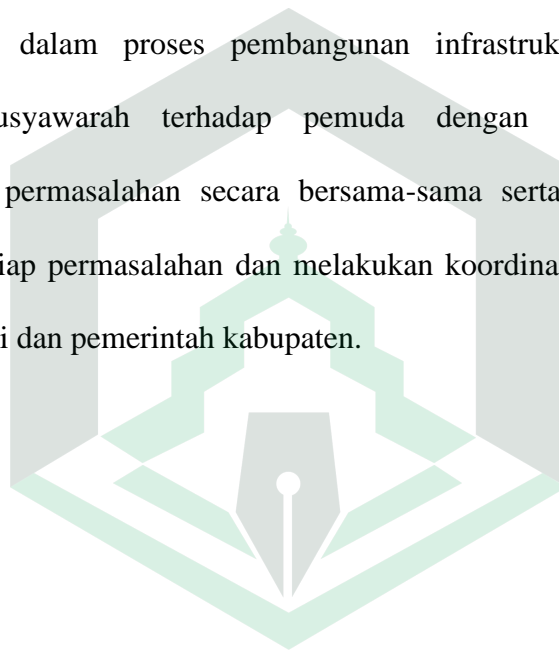 dalam proses pembangunan infrastruk
usyawarah terhadap pemuda dengan
permasalahan secara bersama-sama serta
iap permasalahan dan melakukan koordina
i dan pemerintah kabupaten.